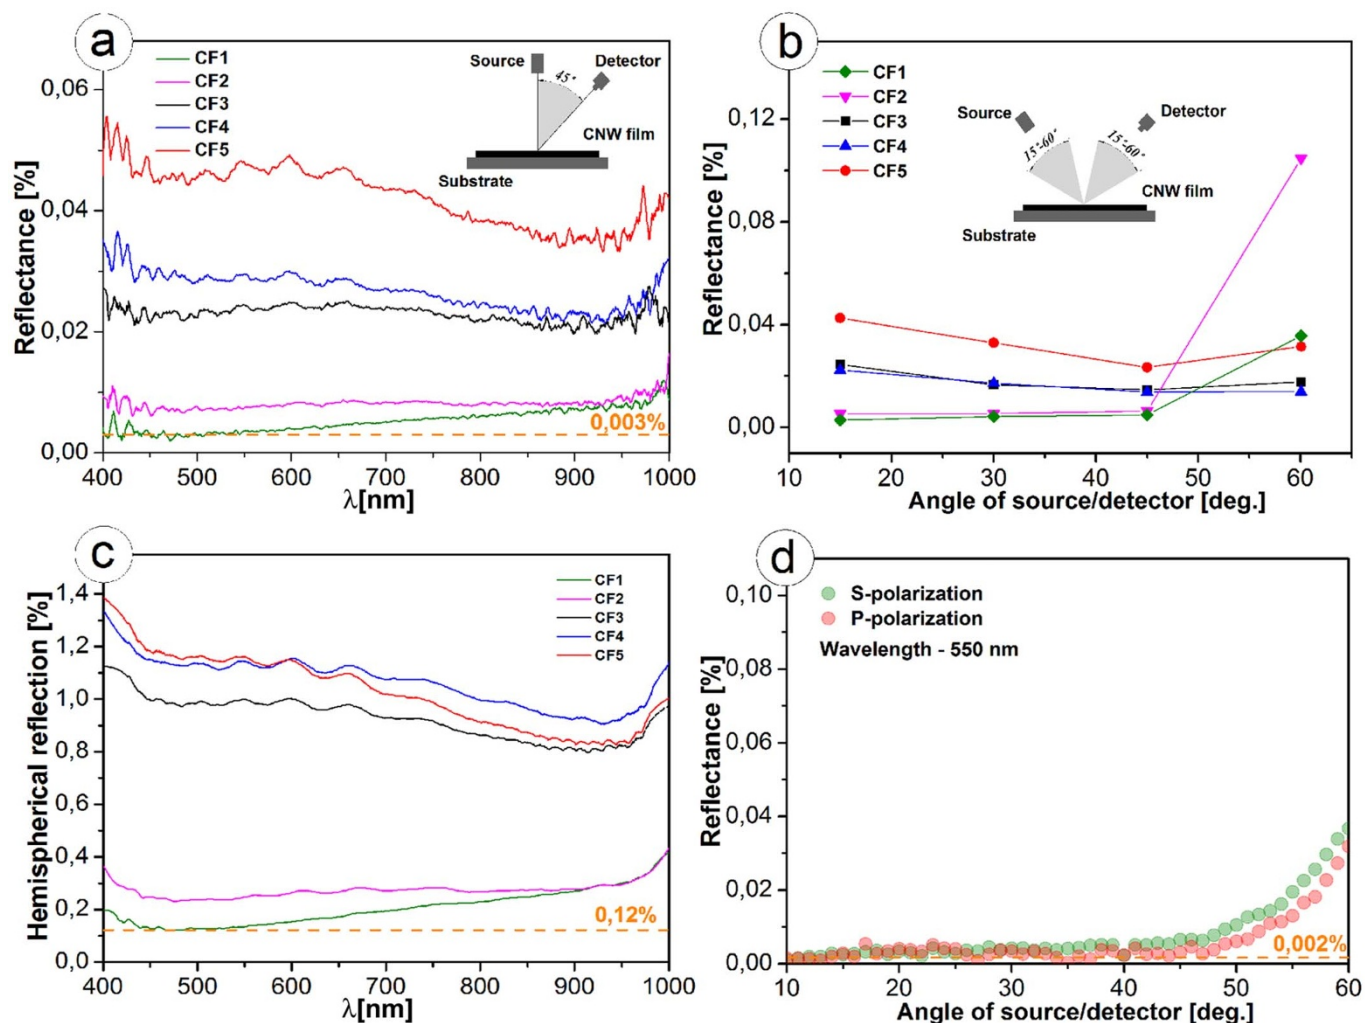 a
CF1
CF2
CF3
CF4
CF5
Source
45°
Detector
CNW film
Substrate
0,003%
Reflectance [%]
0,06
0,04
0,02
0,00
400 500 600 700 800 900 1000
λ[nm]
b
CF1
CF2
CF3
CF4
CF5
Source
15°-60°
15°-60°
Detector
CNW film
Substrate
Reflectance [%]
0,12
0,08
0,04
0,00
10 20 30 40 50 60
Angle of source/detector [deg.]
c
CF1
CF2
CF3
CF4
CF5
0,12%
Hemispherical reflection [%]
1,4
1,2
1,0
0,8
0,6
0,4
0,2
0,0
400 500 600 700 800 900 1000
λ[nm]
d
S-polarization
P-polarization
Wavelength - 550 nm
0,002%
Reflectance [%]
0,10
0,08
0,06
0,04
0,02
0,00
10 20 30 40 50 60
Angle of source/detector [deg.]